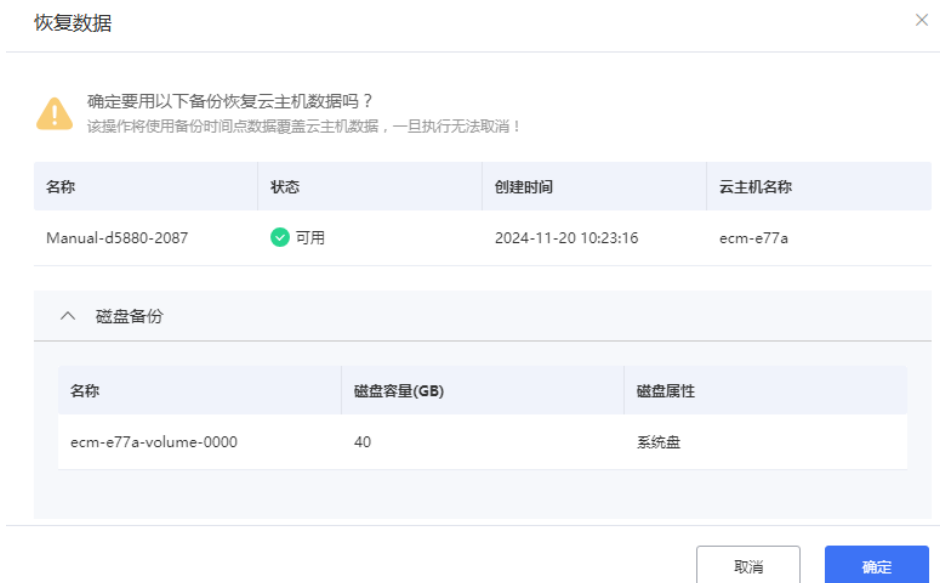 恢复数据
确定要用以下备份恢复云主机数据吗？
该操作将使用备份时间点数据覆盖云主机数据，一旦执行无法取消！
名称 状态 创建时间 云主机名称
Manual-d5880-2087 可用 2024-11-20 10:23:16 ecm-e77a
磁盘备份
名称 磁盘容量(GB) 磁盘属性
ecm-e77a-volume-0000 40 系统盘
取消 确定